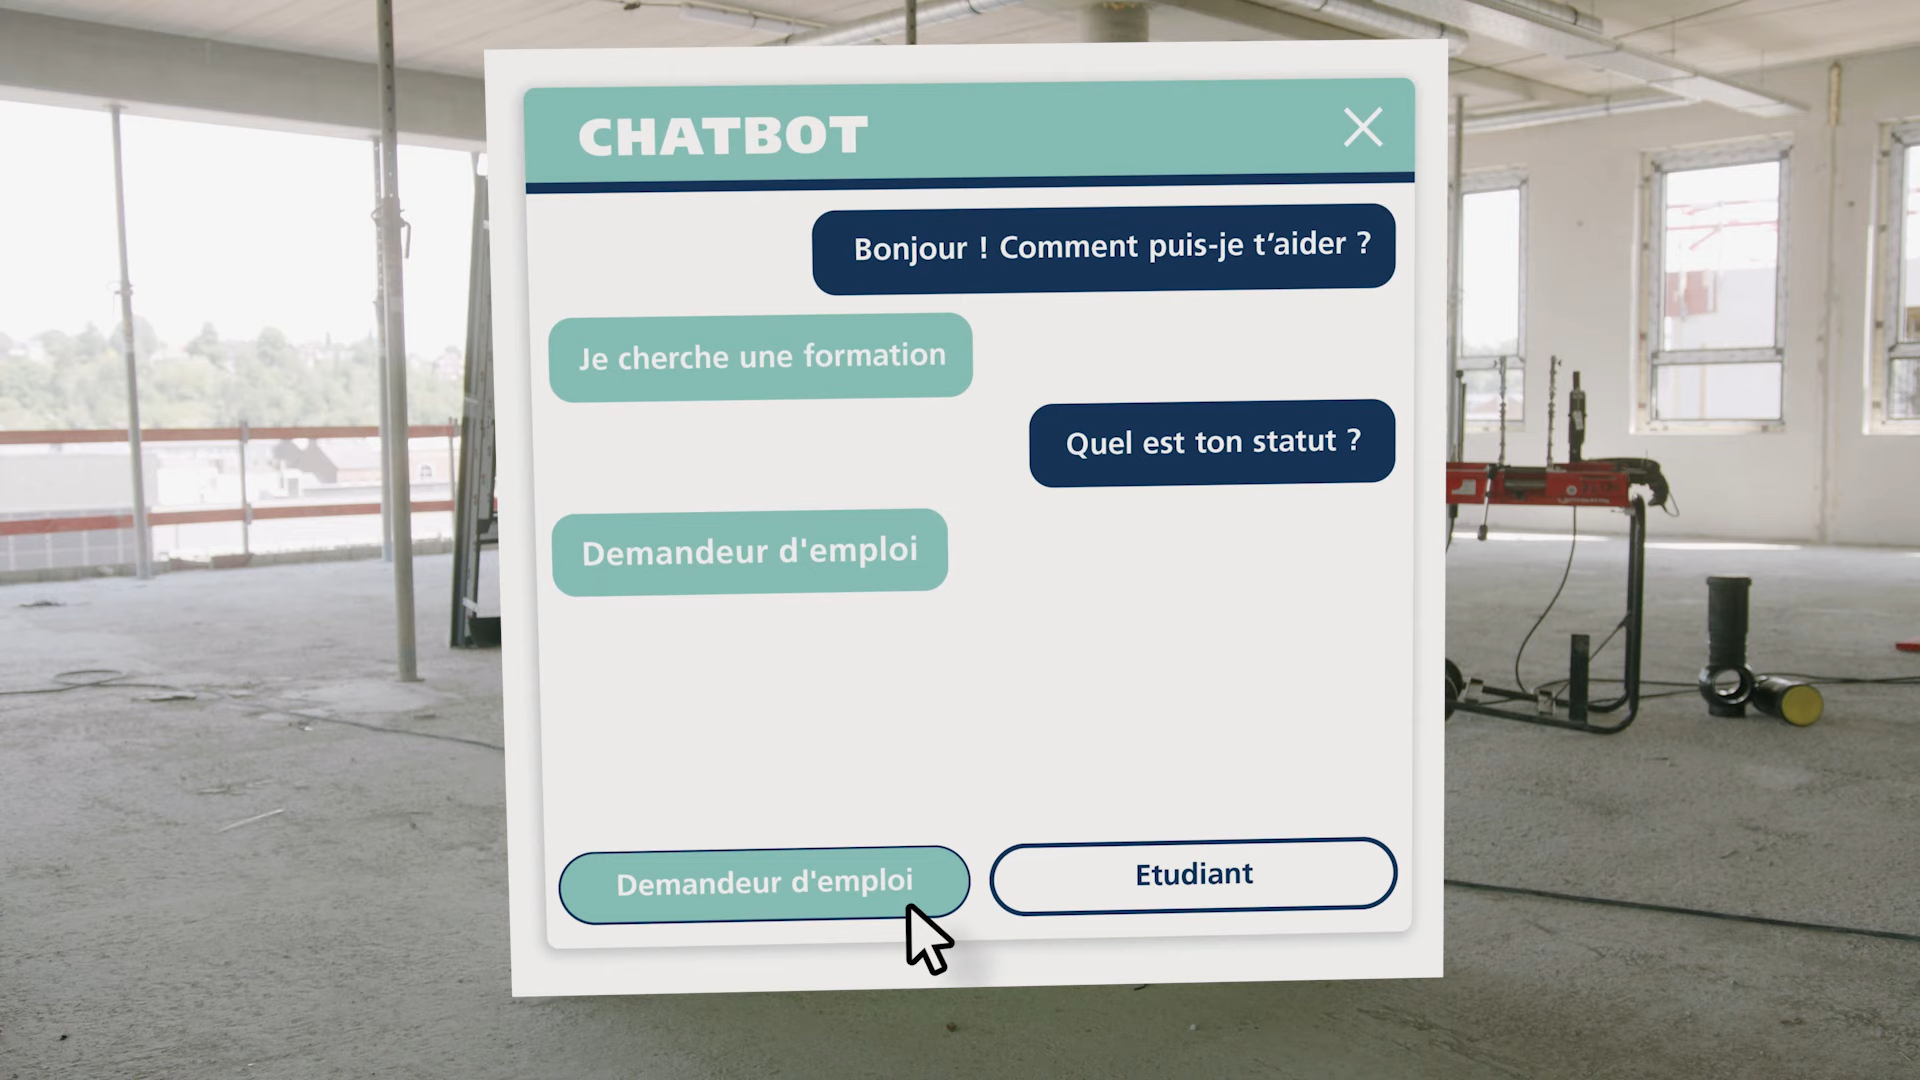 CHATBOT
Bonjour ! Comment puis-je t’aider ?
Je cherche une formation
Quel est ton statut ?
Demandeur d'emploi
Demandeur d'emploi
Etudiant